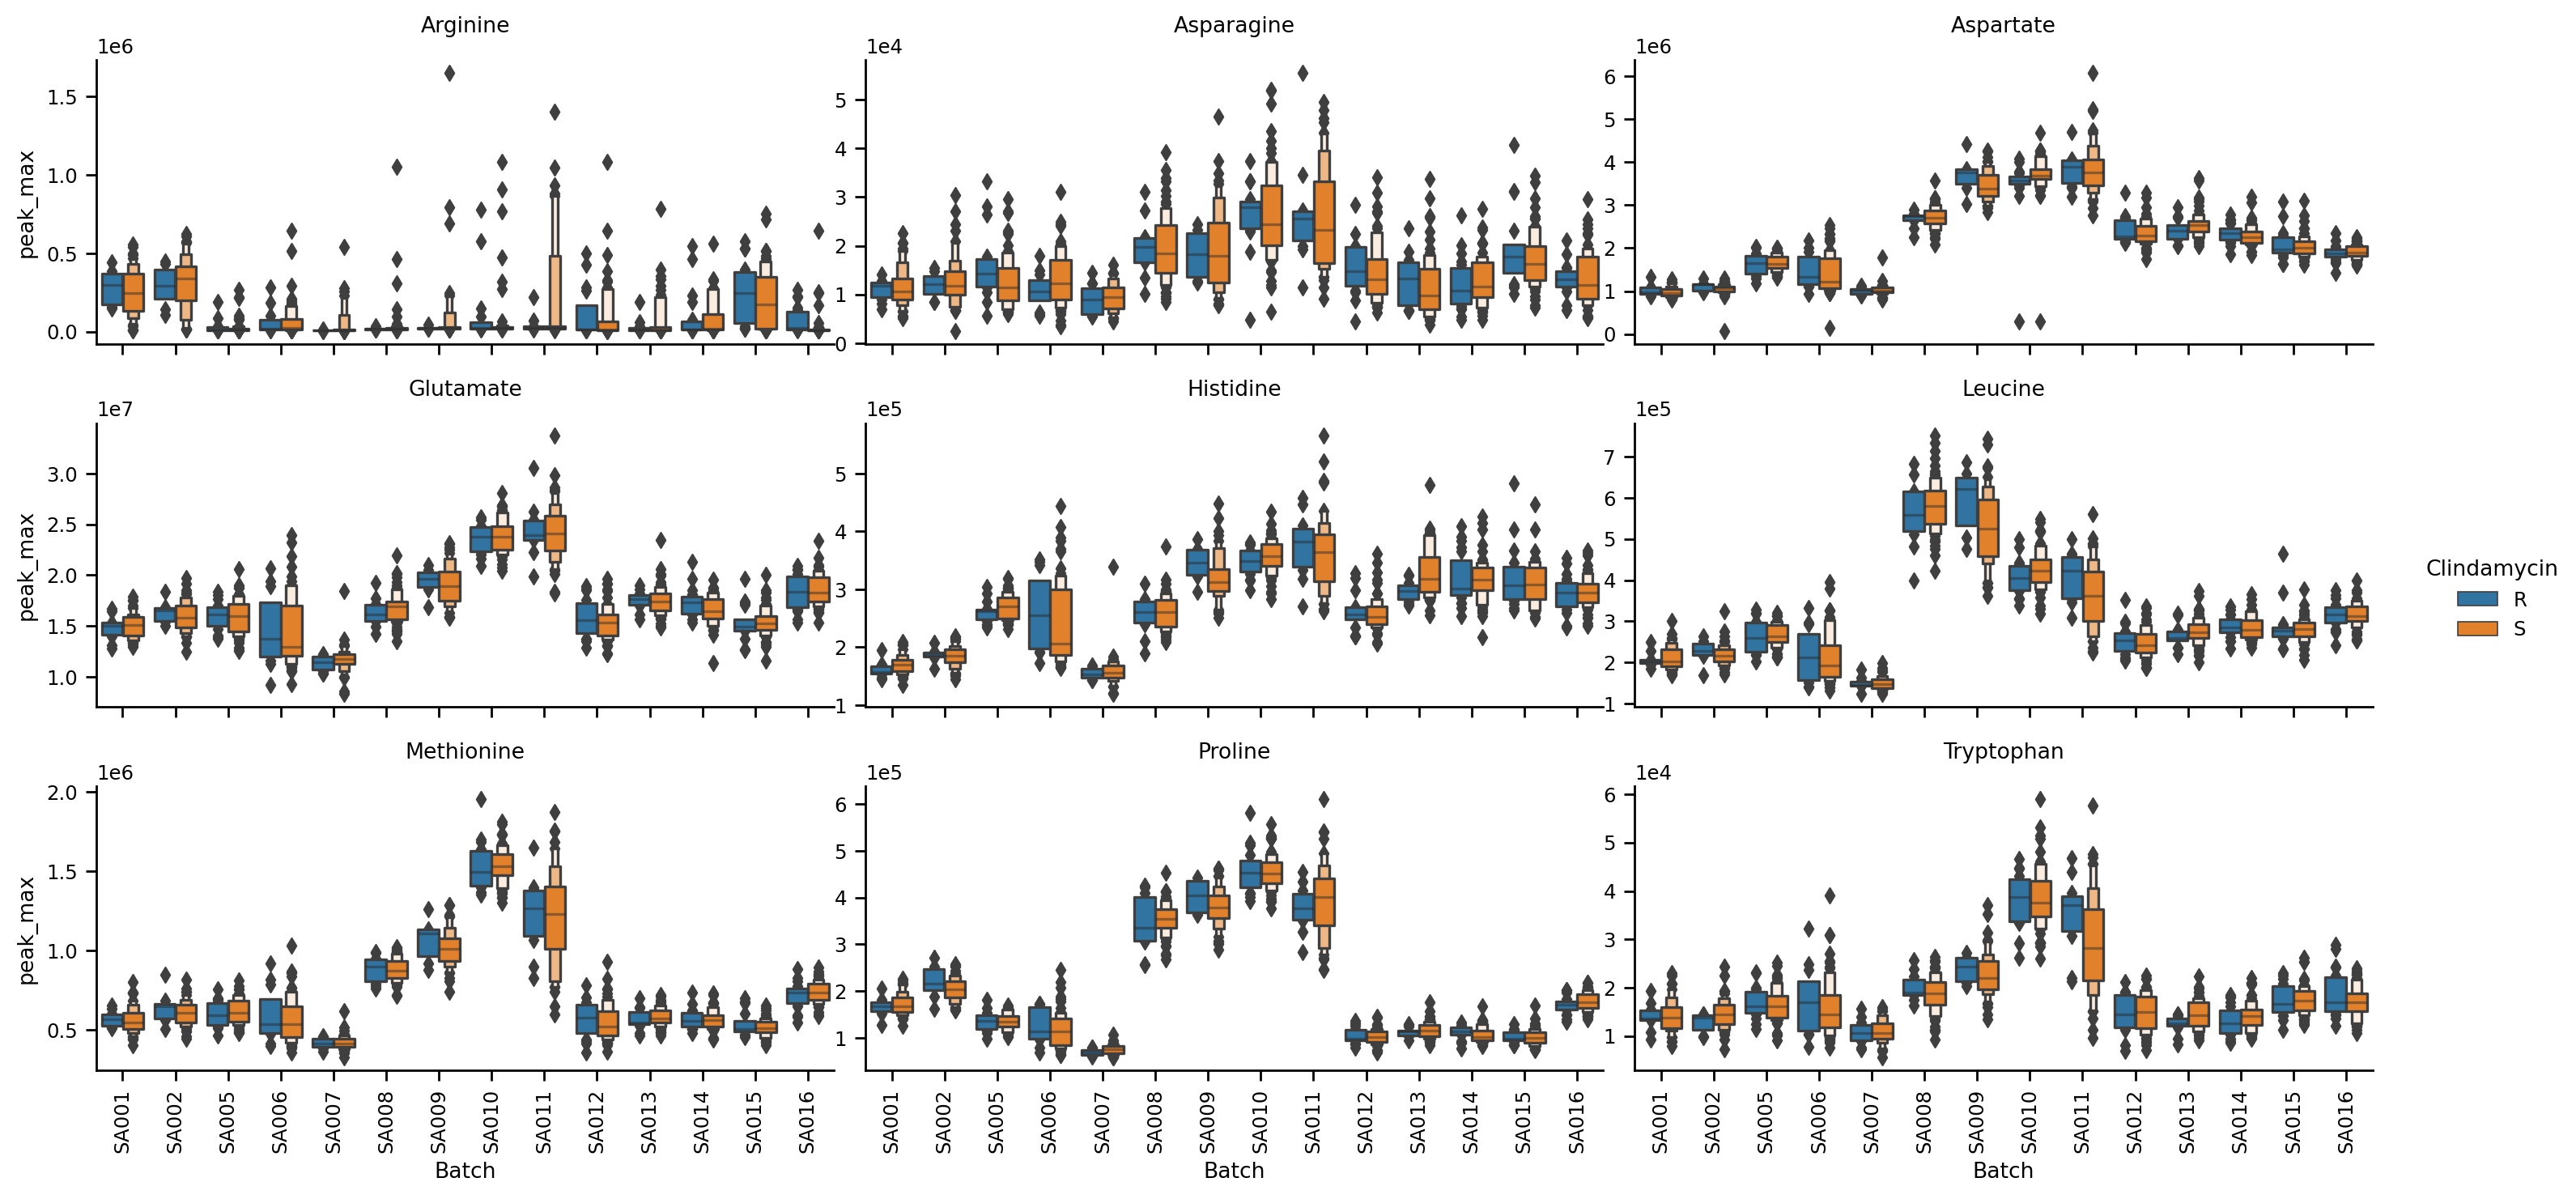 Arginine
Asparagine
Aspartate
1e6
1e4
1e6
peak_max
1.5
1.0
0.5
0.0
5
4
3
2
1
0
6
5
4
3
2
1
0
Glutamate
Histidine
Leucine
1e7
1e5
1e5
peak_max
3.0
2.5
2.0
1.5
1.0
5
4
3
2
1
7
6
5
4
3
2
1
Clindamycin
R
S
Methionine
Proline
Tryptophan
1e6
1e5
1e4
peak_max
2.0
1.5
1.0
0.5
6
5
4
3
2
1
6
5
4
3
2
1
SA001 SA002 SA005 SA006 SA007 SA008 SA009 SA010 SA011 SA012 SA013 SA014 SA015 SA016
SA001 SA002 SA005 SA006 SA007 SA008 SA009 SA010 SA011 SA012 SA013 SA014 SA015 SA016
SA001 SA002 SA005 SA006 SA007 SA008 SA009 SA010 SA011 SA012 SA013 SA014 SA015 SA016
Batch
Batch
Batch